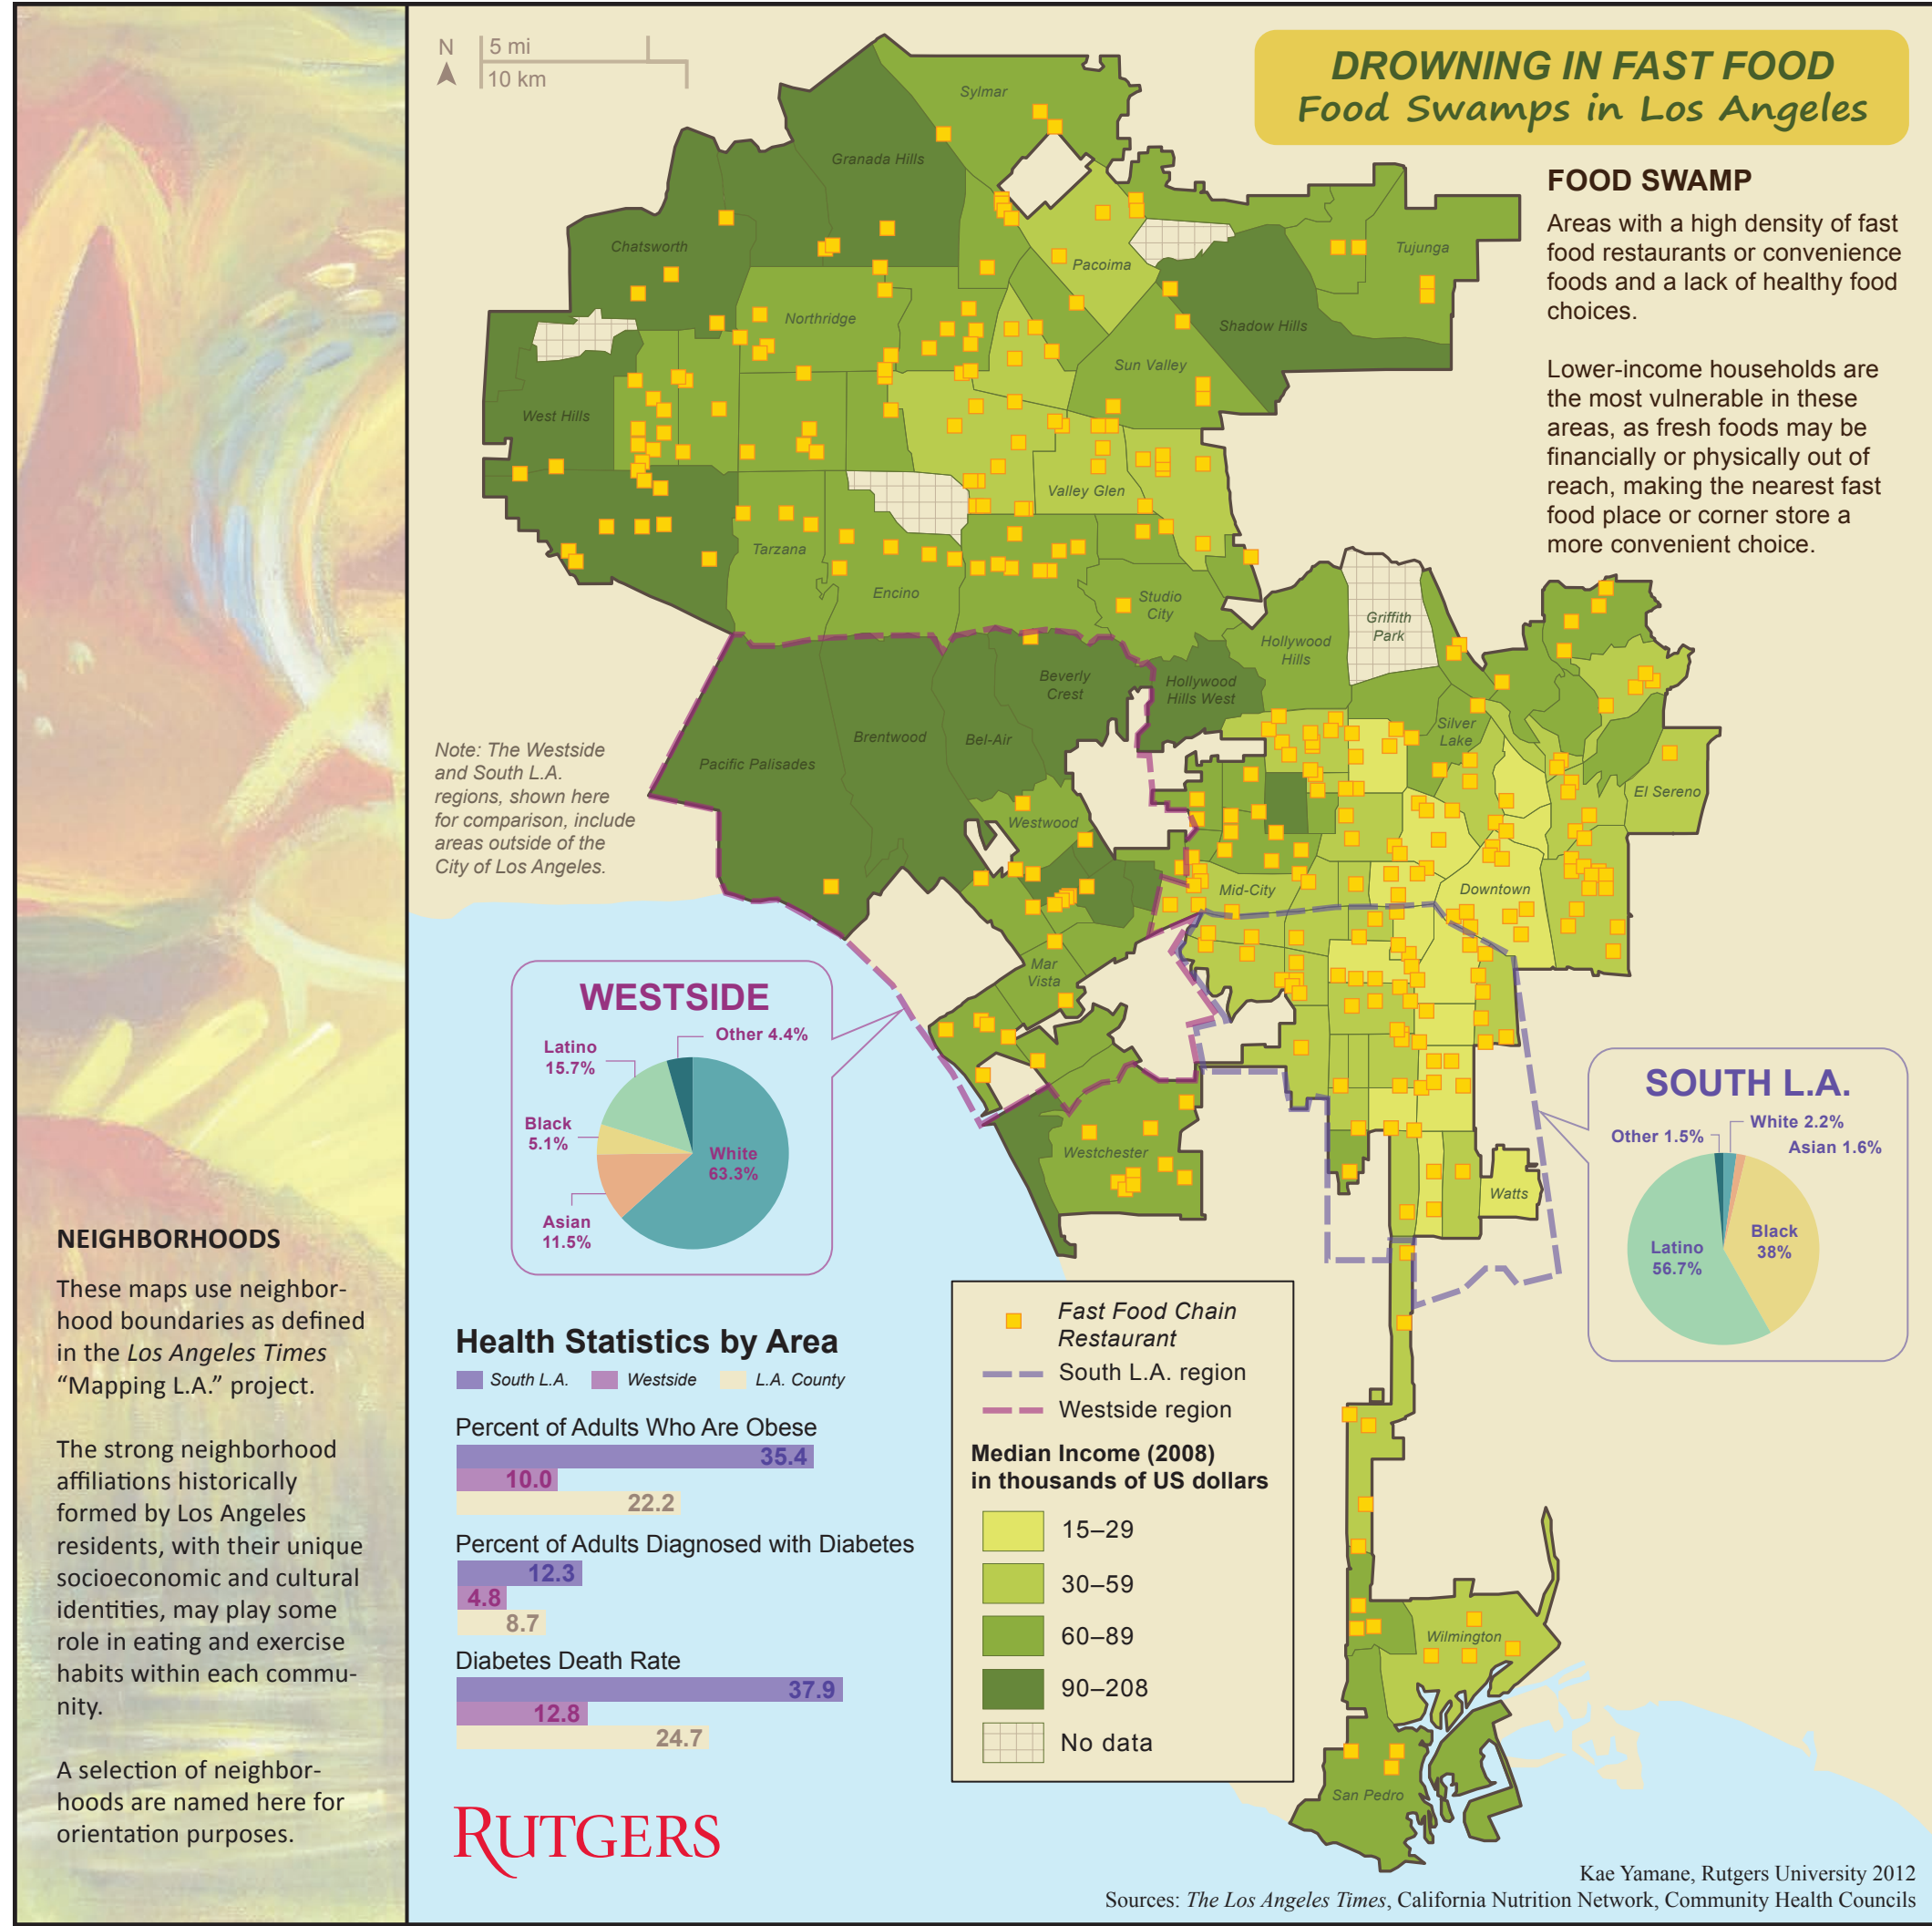 N
5 mi
10 km
DROWNING IN FAST FOOD
Food Swamps in Los Angeles
FOOD SWAMP
Areas with a high density of fast
food restaurants or convenience
foods and a lack of healthy food
choices.
Lower-income households are
the most vulnerable in these
areas, as fresh foods may be
financially or physically out of
reach, making the nearest fast
food place or corner store a
more convenient choice.
Sylmar
Granada Hills
Chatsworth
Pacoima
Tujunga
Northridge
Shadow Hills
Sun Valley
West Hills
Valley Glen
Tarzana
Encino
Studio
City
Griffith
Park
Hollywood
Hills
Beverly
Crest
Hollywood
Hills West
Silver
Lake
Brentwood
Bel-Air
Pacific Palisades
El Sereno
Westwood
Mid-City
Downtown
Mar
Vista
Westchester
Watts
Wilmington
San Pedro
Note: The Westside
and South L.A.
regions, shown here
for comparison, include
areas outside of the
City of Los Angeles.
WESTSIDE
Other 4.4%
Latino
15.7%
Black
5.1%
White
63.3%
Asian
11.5%
SOUTH L.A.
White 2.2%
Other 1.5%
Asian 1.6%
Black
38%
Latino
56.7%
NEIGHBORHOODS
These maps use neighbor-
hood boundaries as defined
in the Los Angeles Times
“Mapping L.A.” project.
The strong neighborhood
affiliations historically
formed by Los Angeles
residents, with their unique
socioeconomic and cultural
identities, may play some
role in eating and exercise
habits within each commu-
nity.
A selection of neighbor-
hoods are named here for
orientation purposes.
Health Statistics by Area
South L.A.
Westside
L.A. County
Percent of Adults Who Are Obese
35.4
10.0
22.2
Percent of Adults Diagnosed with Diabetes
12.3
4.8
8.7
Diabetes Death Rate
37.9
12.8
24.7
Fast Food Chain
Restaurant
South L.A. region
Westside region
Median Income (2008)
in thousands of US dollars
15–29
30–59
60–89
90–208
No data
RUTGERS
Kae Yamane, Rutgers University 2012
Sources: The Los Angeles Times, California Nutrition Network, Community Health Councils